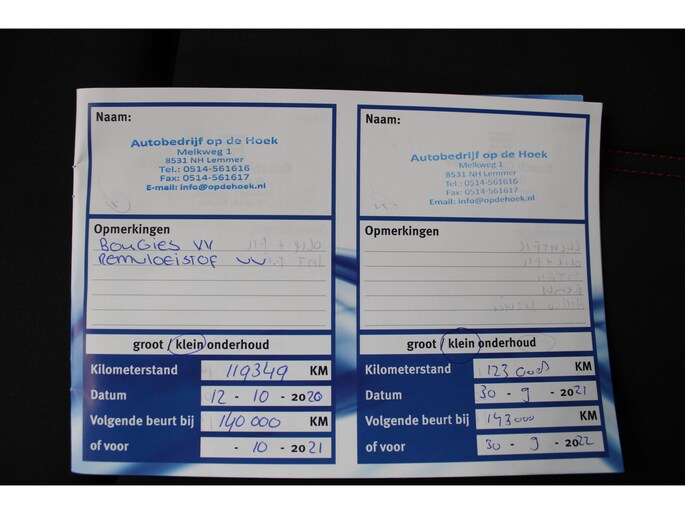 Naam:
Autobedrijf op de Hoek
Melkweg 1
8531 NH Lemmer
Tel.: 0514-561616
Fax: 0514-561617
E-mail: info@opdehoek.nl
Opmerkingen
BOUGIES VV
REMVLOEISTOF VV
groot / klein onderhoud
Kilometerstand 119349 KM
Datum 12 - 10 - 2020
Volgende beurt bij 140 000 KM
of voor - 10 - 2021
Naam:
Autobedrijf op de Hoek
Melkweg 1
8531 NH Lemmer
Tel.: 0514-561616
Fax: 0514-561617
Email: info@opdehoek.nl
Opmerkingen
groot / klein onderhoud
Kilometerstand 123 000 KM
Datum 30 - 9 - 2021
Volgende beurt bij 143000 KM
of voor 30 - 9 - 2022